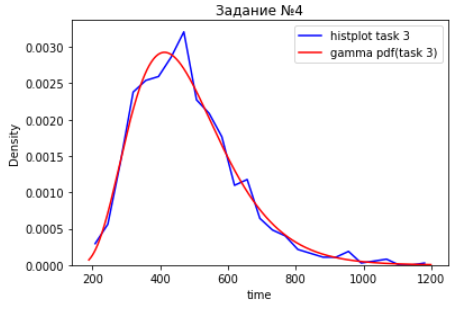 Задание №4
histplot task 3
gamma pdf(task 3)
Density
0.0030
0.0025
0.0020
0.0015
0.0010
0.0005
0.0000
200 400 600 800 1000 1200
time